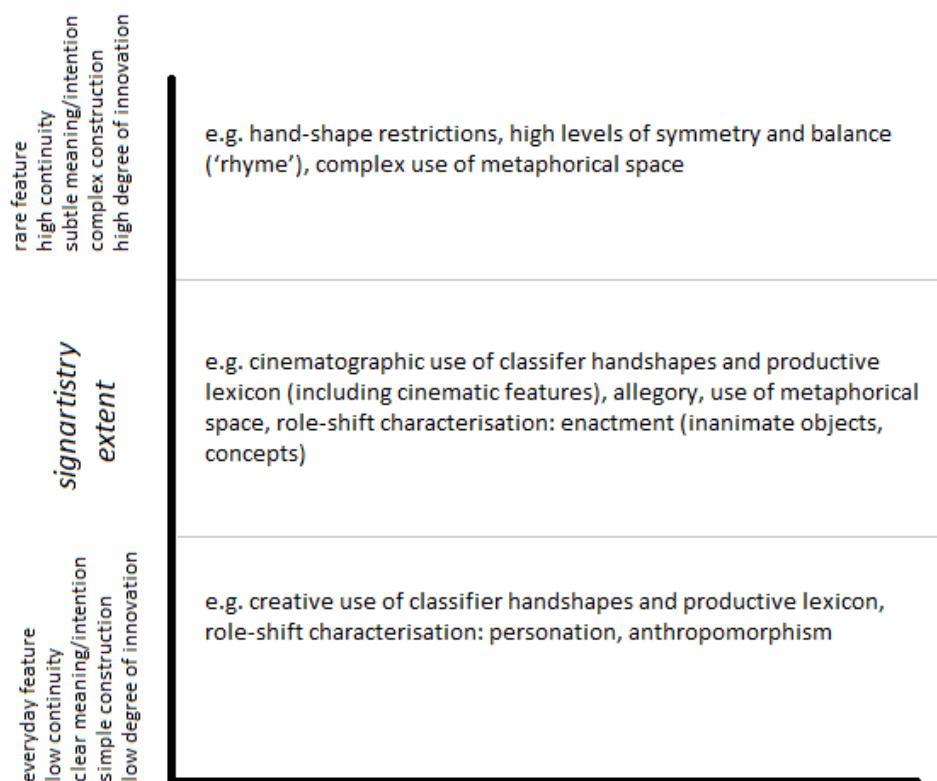 rare feature
high continuity
subtle meaning/intention
complex construction
high degree of innovation
e.g. hand-shape restrictions, high levels of symmetry and balance
(‘rhyme’), complex use of metaphorical space
signartistry
extent
e.g. cinematographic use of classifer handshapes and productive
lexicon (including cinematic features), allegory, use of metaphorical
space, role-shift characterisation: enactment (inanimate objects,
concepts)
everyday feature
low continuity
clear meaning/intention
simple construction
low degree of innovation
e.g. creative use of classifier handshapes and productive lexicon,
role-shift characterisation: personation, anthropomorphism